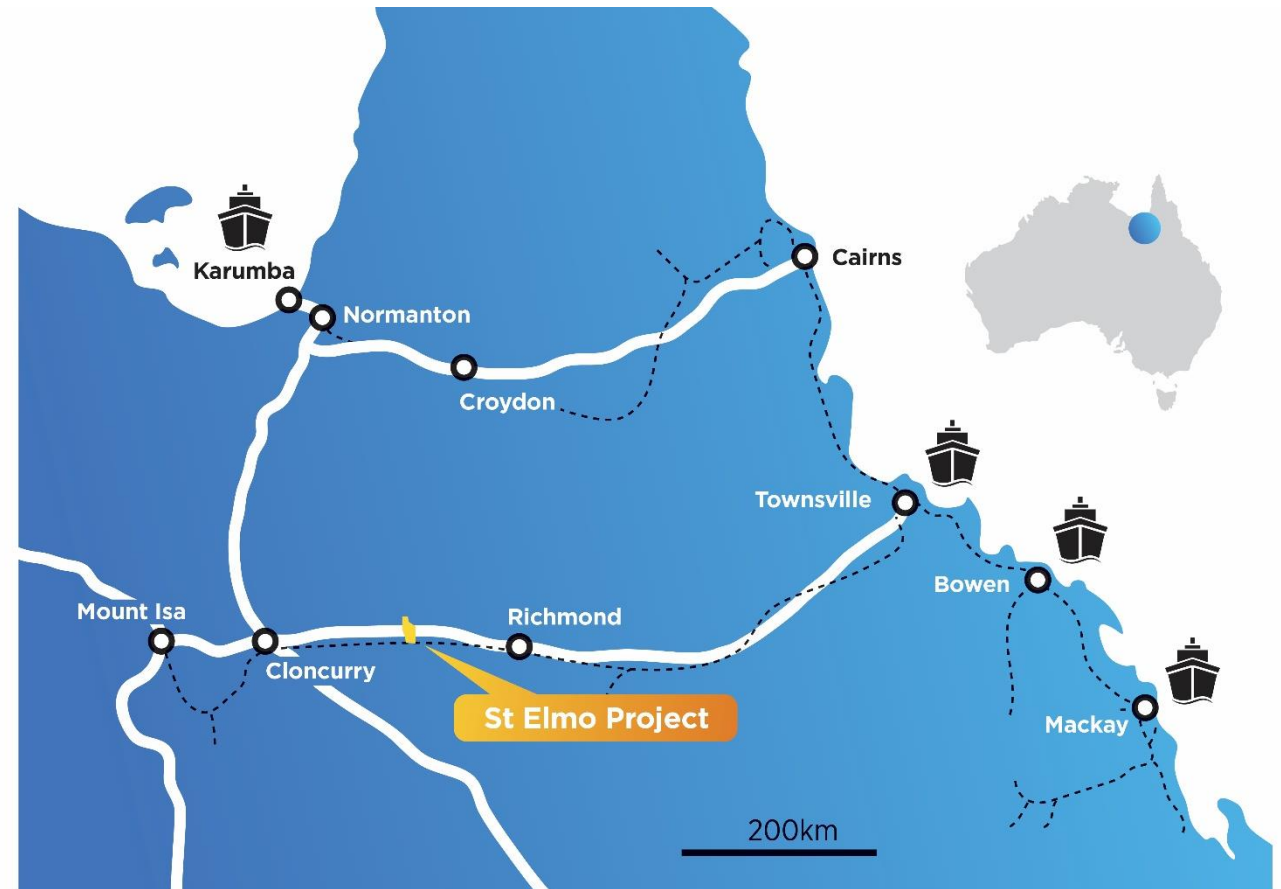 Karumba
Normanton
Cairns
Croydon
Townsville
Bowen
Mount Isa
Richmond
Cloncurry
St Elmo Project
Mackay
200km